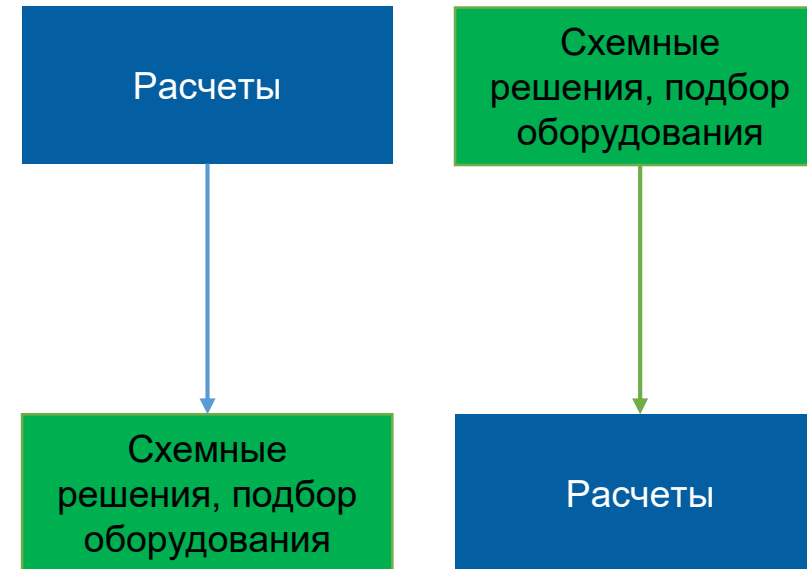 Расчеты
Схемные
решения, подбор
оборудования
Схемные
решения, подбор
оборудования
Расчеты